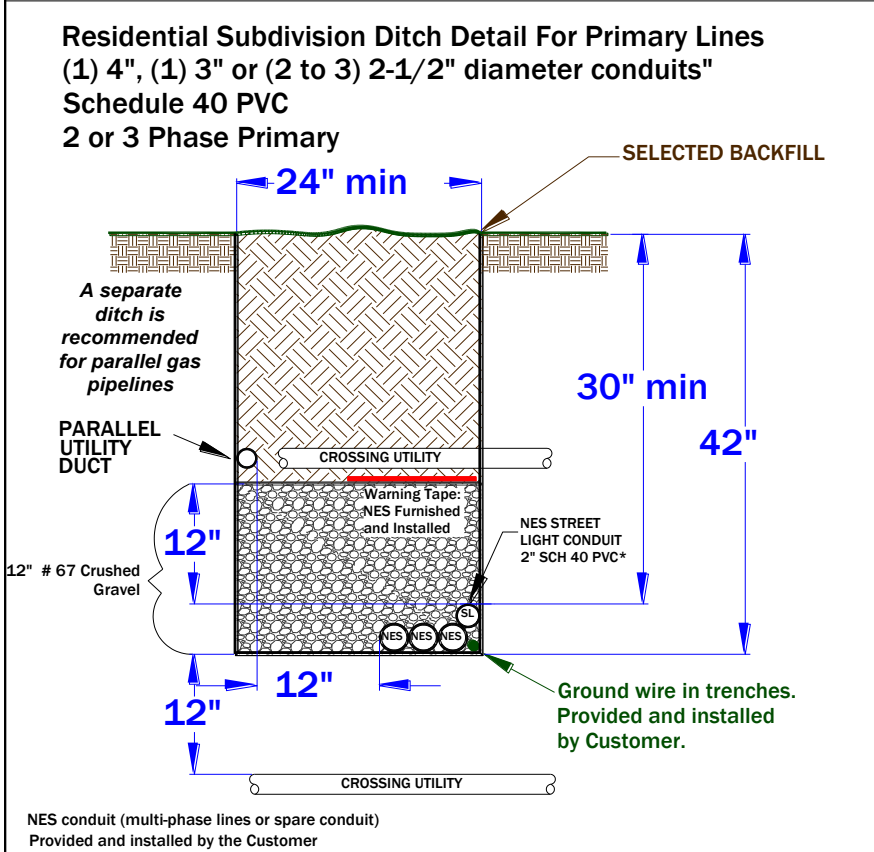 Residential Subdivision Ditch Detail For Primary Lines
(1) 4", (1) 3" or (2 to 3) 2-1/2" diameter conduits"
Schedule 40 PVC
2 or 3 Phase Primary
SELECTED BACKFILL
24" min
A separate
ditch is
recommended
for parallel gas
pipelines
30" min
42"
PARALLEL
UTILITY
DUCT
CROSSING UTILITY
Warning Tape:
NES Furnished
and Installed
NES STREET
LIGHT CONDUIT
2" SCH 40 PVC*
12"
12" # 67 Crushed
Gravel
SL
NES NES NES
12"
12"
Ground wire in trenches.
Provided and installed
by Customer.
CROSSING UTILITY
NES conduit (multi-phase lines or spare conduit)
Provided and installed by the Customer